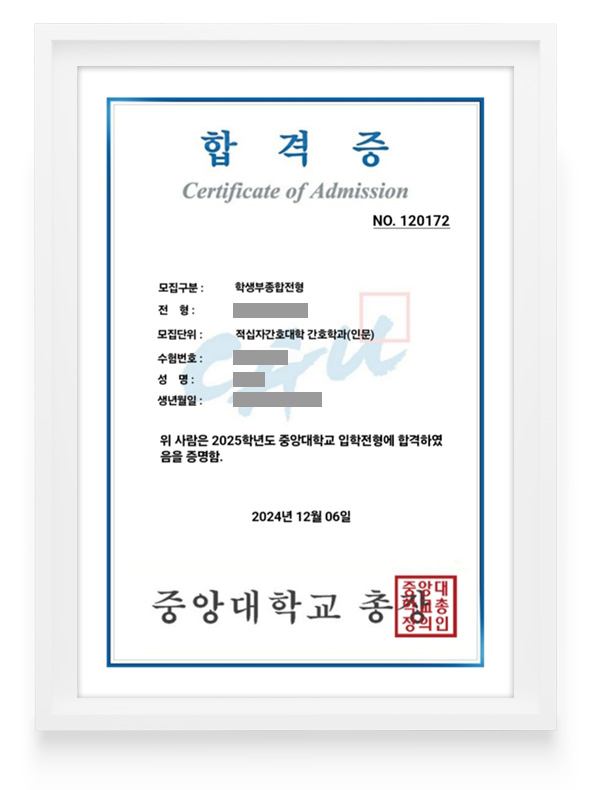 합 격 증
Certificate of Admission
NO. 120172
모집구분 : 학생부종합전형
전 형 :
모집단위 : 적십자간호대학 간호학과(인문)
수험번호 :
성 명 :
생년월일 :
CAU
위 사람은 2025학년도 중앙대학교 입학전형에 합격하였
음을 증명함.
2024년 12월 06일
중앙대학교 총장
중앙대
학교총
장의인